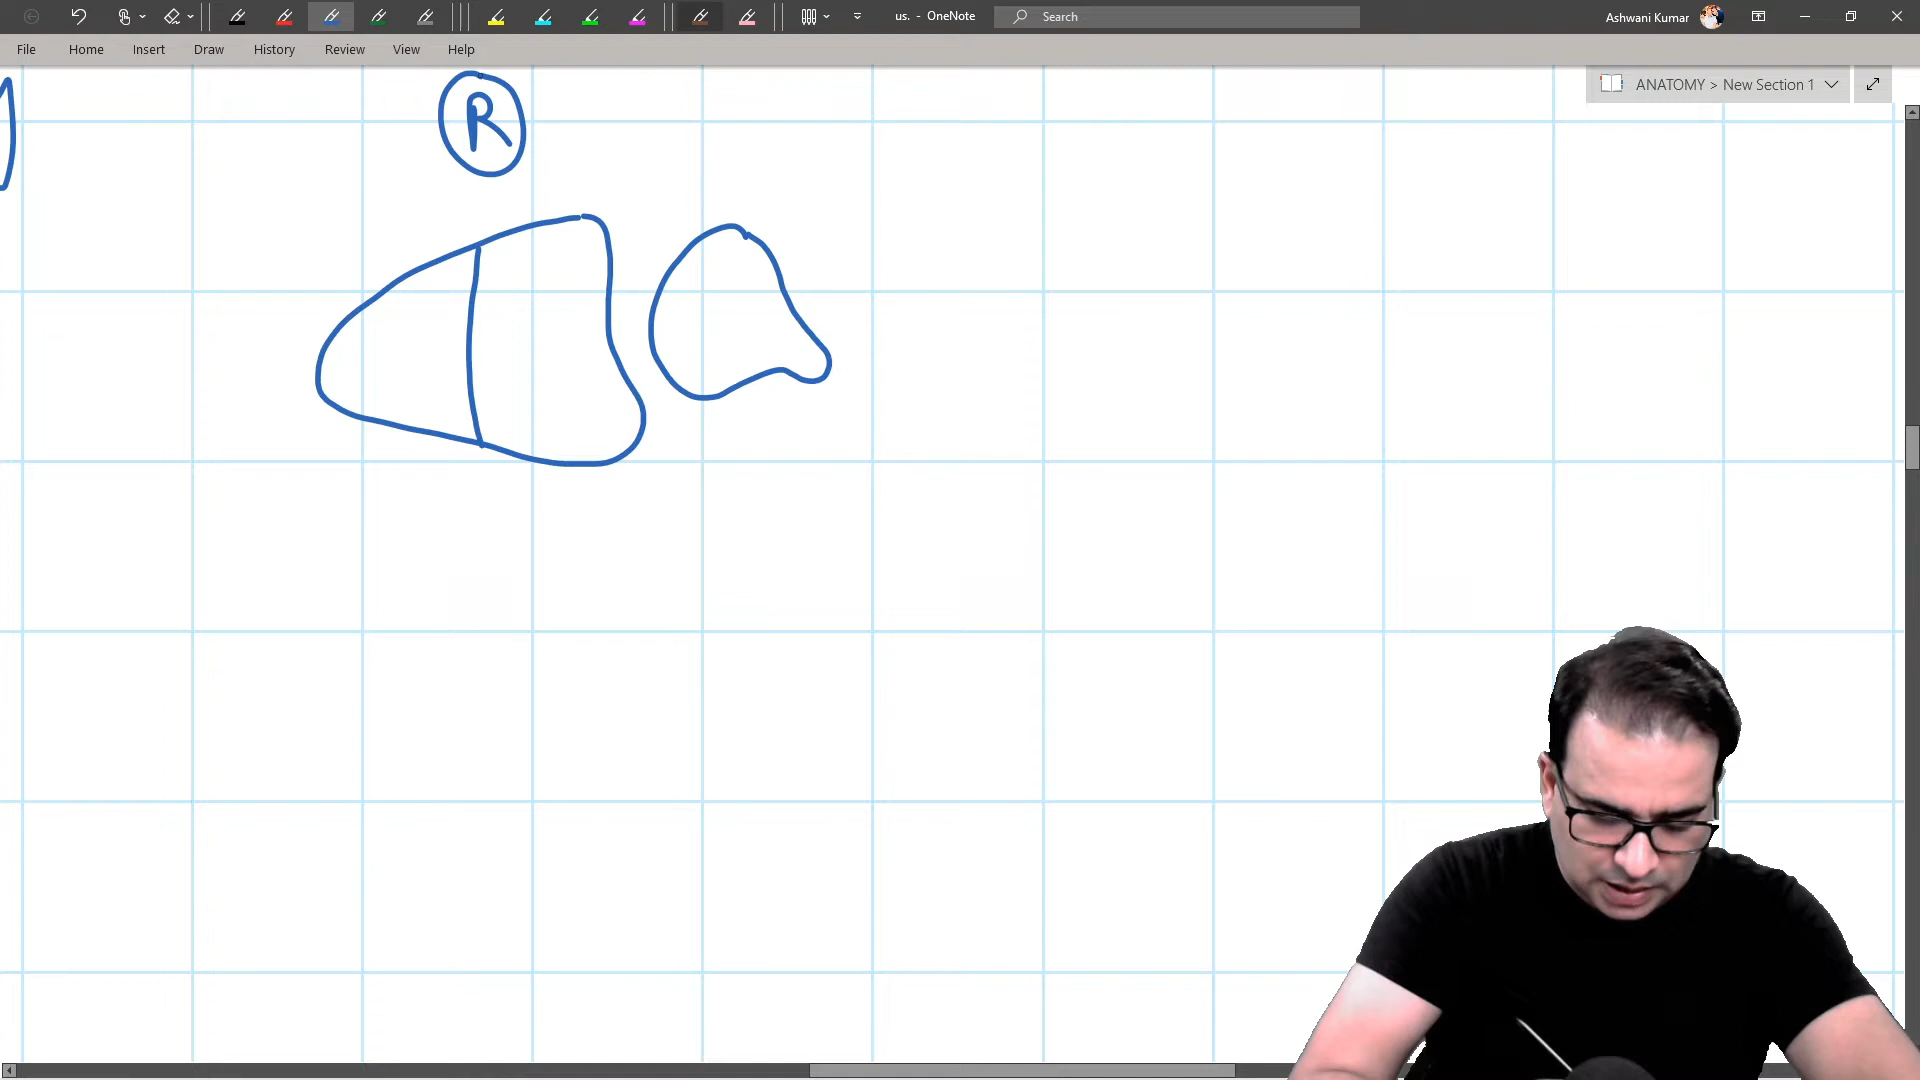 us. - OneNote
Search
Ashwani Kumar
File Home Insert Draw History Review View Help
ANATOMY > New Section 1
R